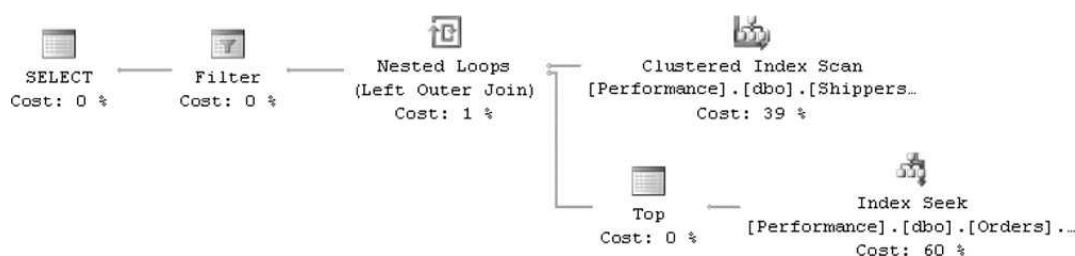 SELECT
Cost: 0 %
Filter
Cost: 0 %
Nested Loops
(Left Outer Join)
Cost: 1 %
Clustered Index Scan
[Performance].[dbo].[Shippers…
Cost: 39 %
Top
Cost: 0 %
Index Seek
[Performance].[dbo].[Orders].…
Cost: 60 %